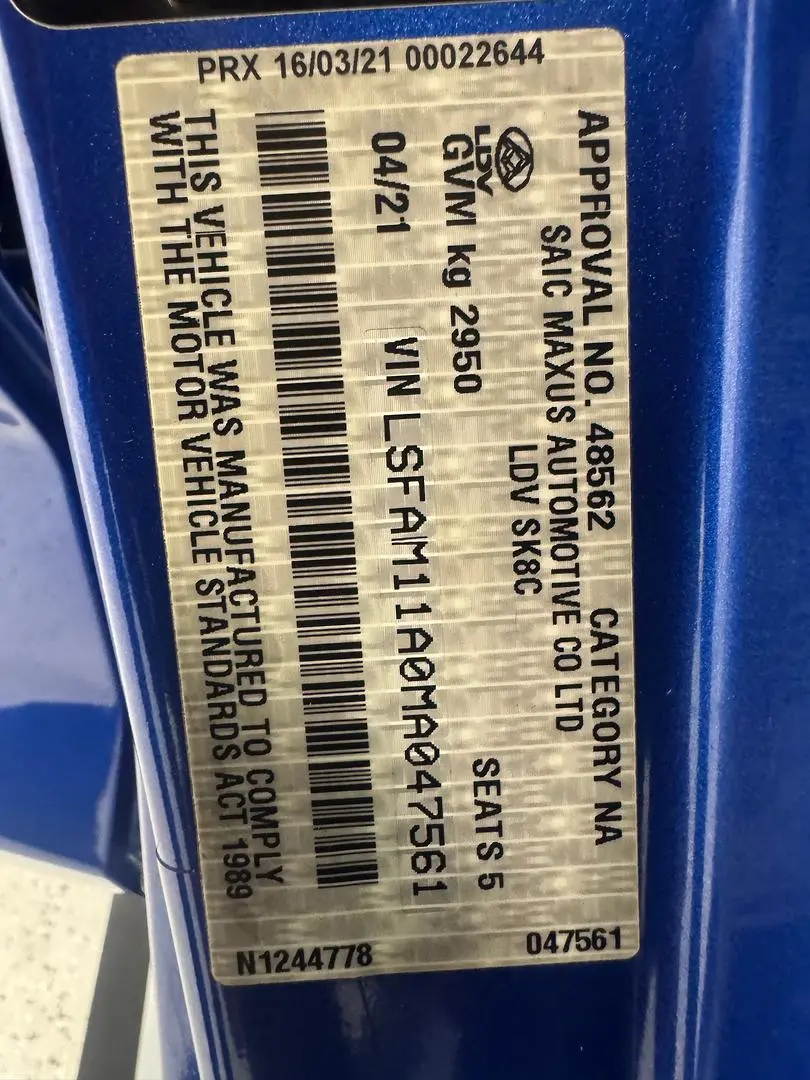 PRX 16/03/21 00022644
APPROVAL NO. 48562 CATEGORY NA
SAIC MAXUS AUTOMOTIVE CO LTD
LDV
LDV SK8C
GVM kg 2950 SEATS 5
04/21 VIN LSFAM11A0MA047561
THIS VEHICLE WAS MANUFACTURED TO COMPLY
WITH THE MOTOR VEHICLE STANDARDS ACT 1989
N1244778 047561